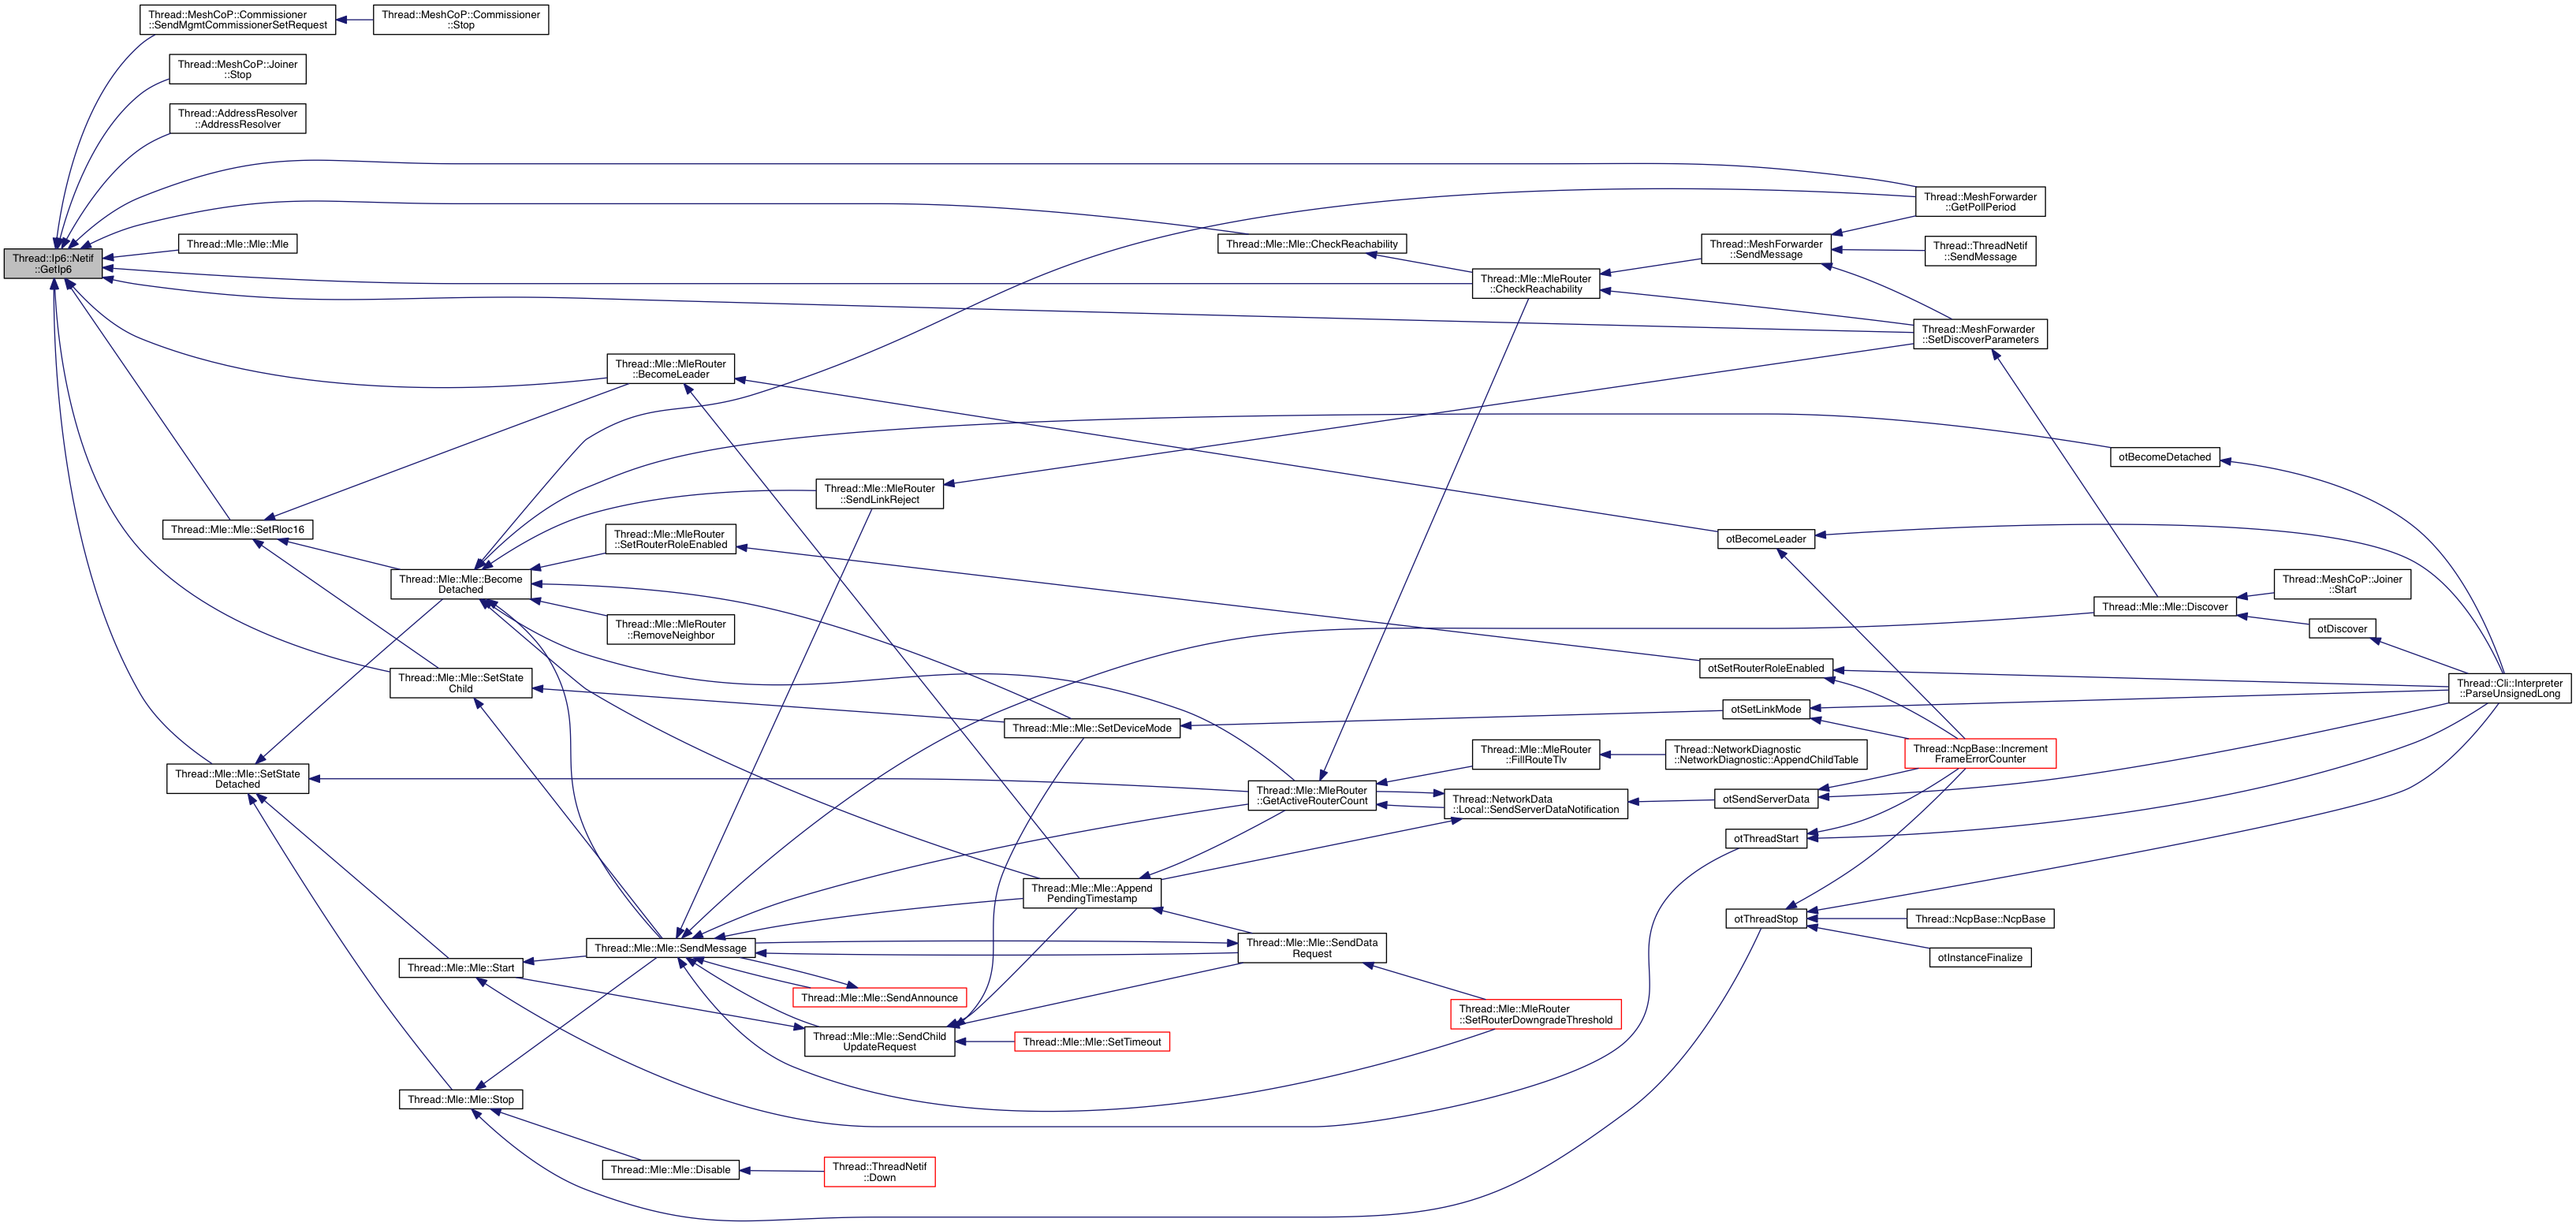 Thread::MeshCoP::Commissioner
::SendMgmtCommissionerSetRequest
Thread::MeshCoP::Commissioner
::Stop
Thread::MeshCoP::Joiner
::Stop
Thread::AddressResolver
::AddressResolver
Thread::Mle::Mle::Mle
Thread::Ip6::Netif
::GetIp6
Thread::Mle::Mle::CheckReachability
Thread::MeshForwarder
::GetPollPeriod
Thread::MeshForwarder
::SendMessage
Thread::ThreadNetif
::SendMessage
Thread::Mle::MleRouter
::CheckReachability
Thread::MeshForwarder
::SetDiscoverParameters
Thread::Mle::MleRouter
::BecomeLeader
otBecomeDetached
Thread::Mle::MleRouter
::SendLinkReject
Thread::Mle::Mle::SetRloc16
Thread::Mle::MleRouter
::SetRouterRoleEnabled
otBecomeLeader
Thread::Mle::Mle::Become
Detached
Thread::MeshCoP::Joiner
::Start
Thread::Mle::Mle::Discover
Thread::Mle::MleRouter
::RemoveNeighbor
otDiscover
otSetRouterRoleEnabled
Thread::Mle::Mle::SetState
Child
Thread::Cli::Interpreter
::ParseUnsignedLong
otSetLinkMode
Thread::Mle::Mle::SetDeviceMode
Thread::Mle::MleRouter
::FillRouteTlv
Thread::NetworkDiagnostic
::NetworkDiagnostic::AppendChildTable
Thread::NcpBase::Increment
FrameErrorCounter
Thread::Mle::Mle::SetState
Detached
Thread::Mle::MleRouter
::GetActiveRouterCount
Thread::NetworkData
::Local::SendServerDataNotification
otSendServerData
otThreadStart
Thread::Mle::Mle::Append
PendingTimestamp
otThreadStop
Thread::NcpBase::NcpBase
Thread::Mle::Mle::SendMessage
Thread::Mle::Mle::SendData
Request
otInstanceFinalize
Thread::Mle::Mle::Start
Thread::Mle::Mle::SendAnnounce
Thread::Mle::MleRouter
::SetRouterDowngradeThreshold
Thread::Mle::Mle::SendChild
UpdateRequest
Thread::Mle::Mle::SetTimeout
Thread::Mle::Mle::Stop
Thread::Mle::Mle::Disable
Thread::ThreadNetif
::Down